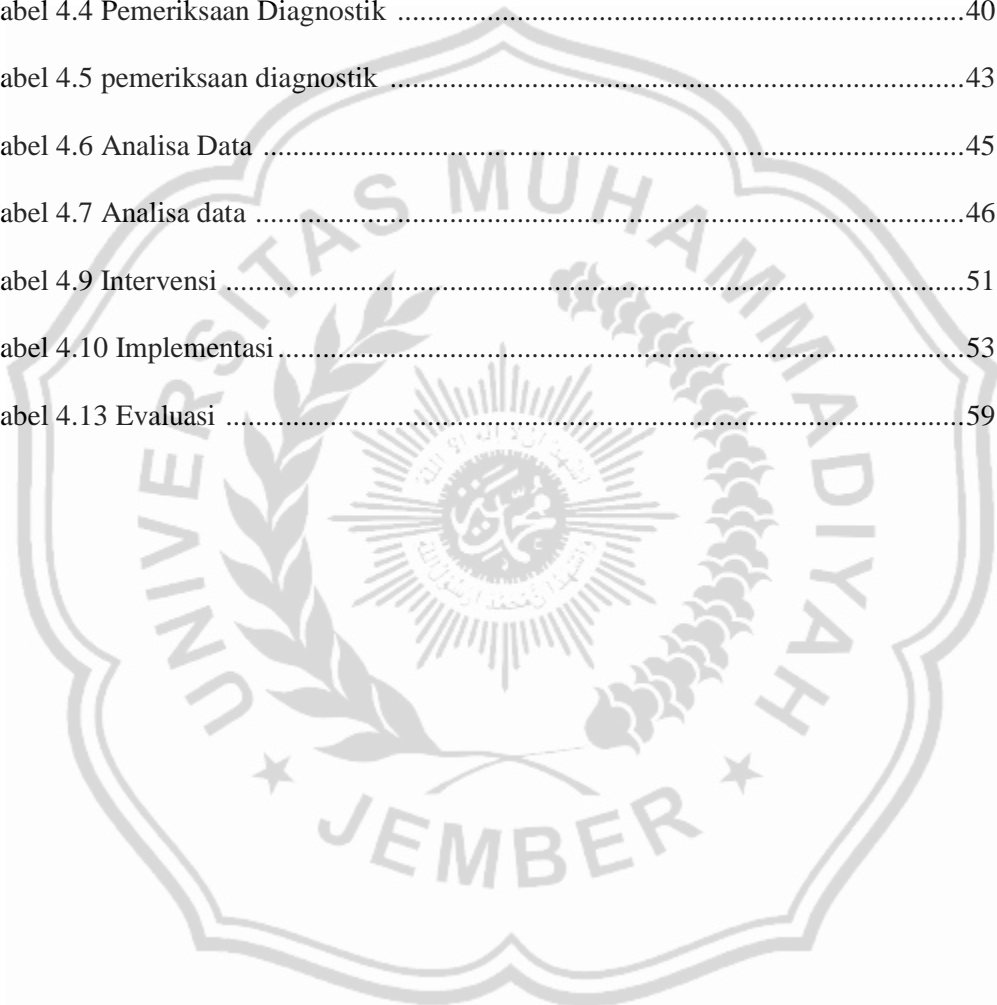 abel 4.4 Pemeriksaan Diagnostik ........................................................................40
abel 4.5 pemeriksaan diagnostik .........................................................................43
abel 4.6 Analisa Data .........................................................................................45
abel 4.7 Analisa data ..........................................................................................46
abel 4.9 Intervensi ..............................................................................................51
abel 4.10 Implementasi.......................................................................................53
abel 4.13 Evaluasi ..............................................................................................59
UNIVERSITAS MUHAMMADIYAH
JEMBER